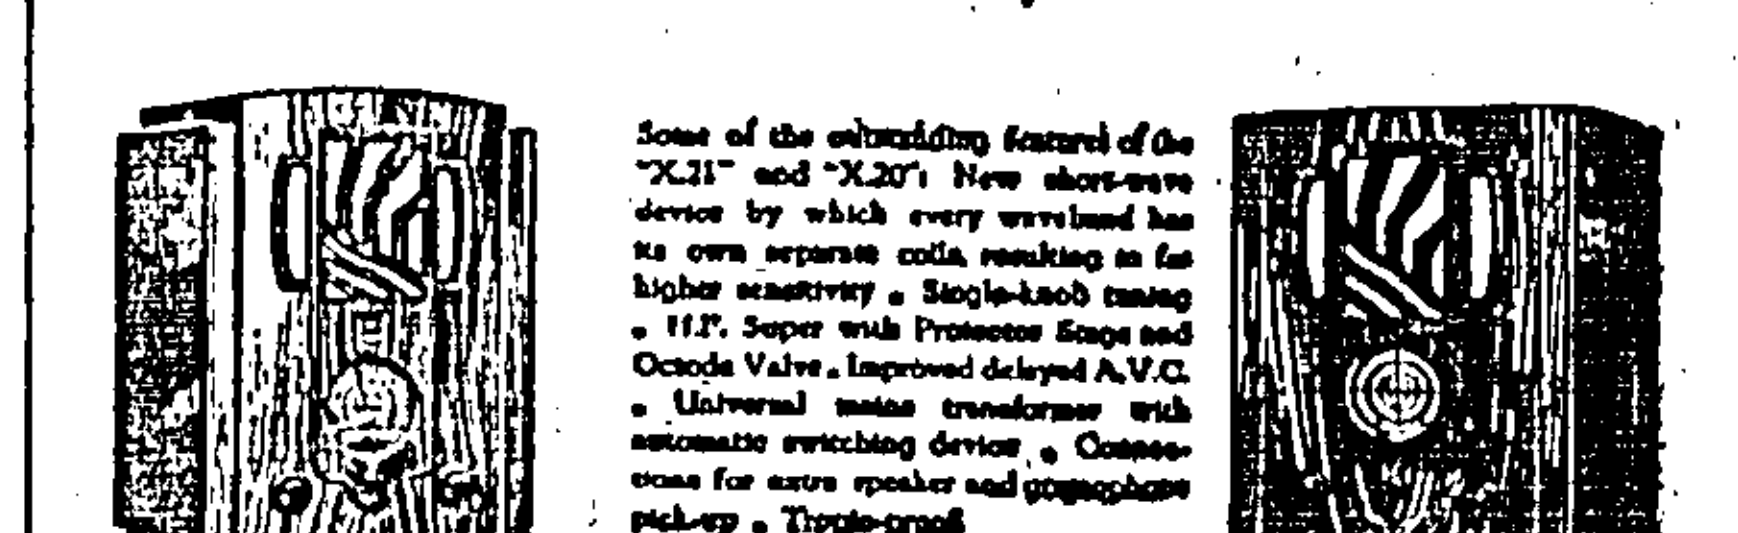 Some of the outstanding features of the
"X.21" and "X.20": New short-wave
device by which every waveband has
its own separate coils, resulting in far
higher sensitivity . Single-knob tuning
. H.F. Super with Protector Stage and
Octode Valve . Improved delayed A.V.C.
. Universal mains transformer with
automatic switching device . Connec-
tions for extra speaker and gramophone
pick-up . Tropic-proof